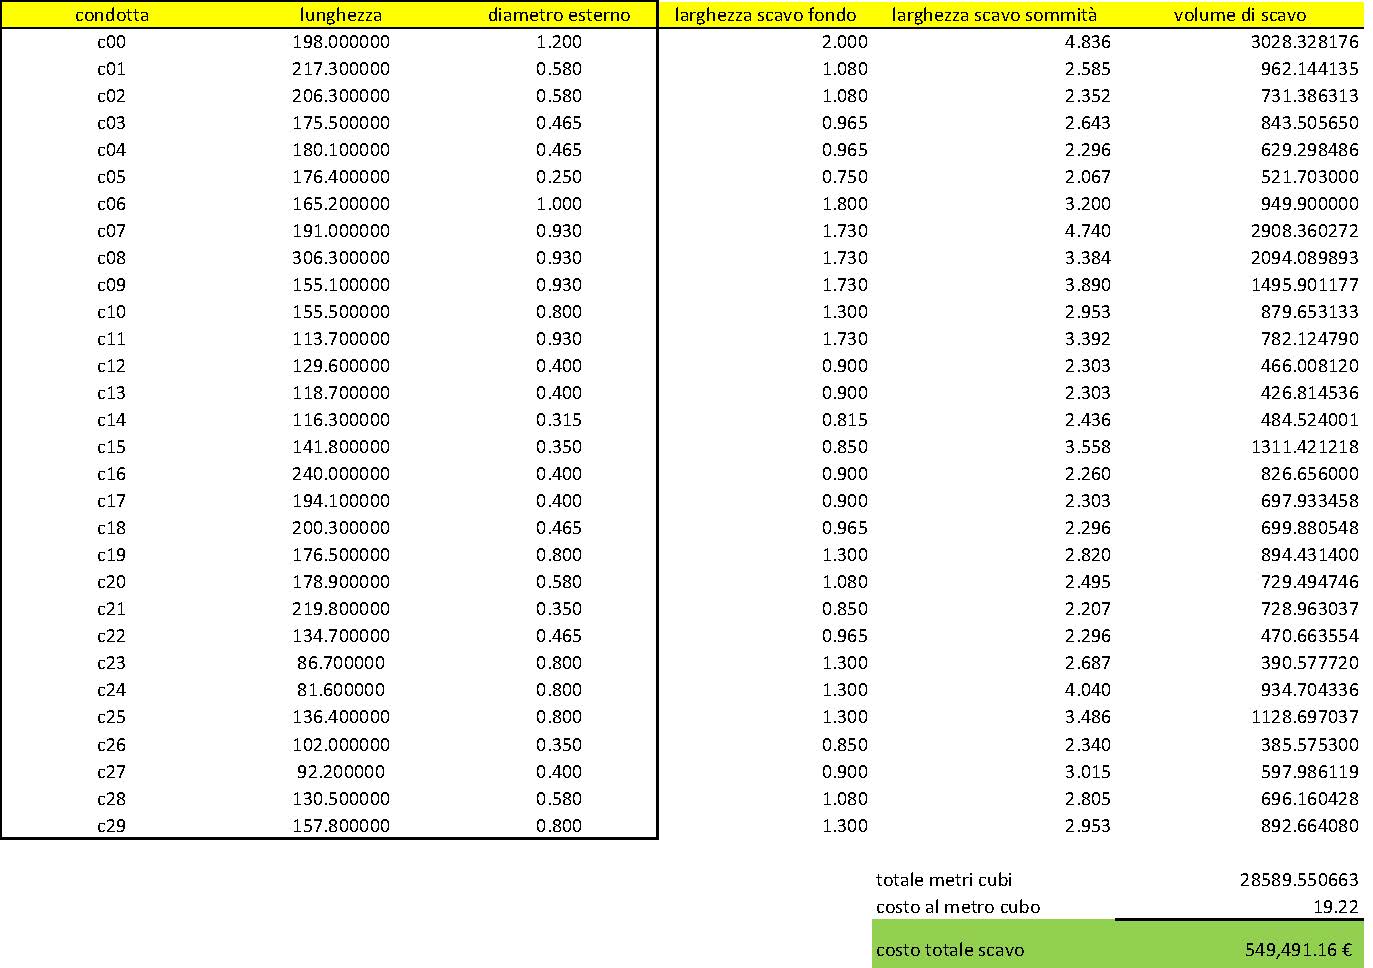 condotta lunghezza diametro esterno larghezza scavo fondo larghezza scavo sommità volume di scavo
c00 198.000000 1.200 2.000 4.836 3028.328176
c01 217.300000 0.580 1.080 2.585 962.144135
c02 206.300000 0.580 1.080 2.352 731.386313
c03 175.500000 0.465 0.965 2.643 843.505650
c04 180.100000 0.465 0.965 2.296 629.298486
c05 176.400000 0.250 0.750 2.067 521.703000
c06 165.200000 1.000 1.800 3.200 949.900000
c07 191.000000 0.930 1.730 4.740 2908.360272
c08 306.300000 0.930 1.730 3.384 2094.089893
c09 155.100000 0.930 1.730 3.890 1495.901177
c10 155.500000 0.800 1.300 2.953 879.653133
c11 113.700000 0.930 1.730 3.392 782.124790
c12 129.600000 0.400 0.900 2.303 466.008120
c13 118.700000 0.400 0.900 2.303 426.814536
c14 116.300000 0.315 0.815 2.436 484.524001
c15 141.800000 0.350 0.850 3.558 1311.421218
c16 240.000000 0.400 0.900 2.260 826.656000
c17 194.100000 0.400 0.900 2.303 697.933458
c18 200.300000 0.465 0.965 2.296 699.880548
c19 176.500000 0.800 1.300 2.820 894.431400
c20 178.900000 0.580 1.080 2.495 729.494746
c21 219.800000 0.350 0.850 2.207 728.963037
c22 134.700000 0.465 0.965 2.296 470.663554
c23 86.700000 0.800 1.300 2.687 390.577720
c24 81.600000 0.800 1.300 4.040 934.704336
c25 136.400000 0.800 1.300 3.486 1128.697037
c26 102.000000 0.350 0.850 2.340 385.575300
c27 92.200000 0.400 0.900 3.015 597.986119
c28 130.500000 0.580 1.080 2.805 696.160428
c29 157.800000 0.800 1.300 2.953 892.664080
totale metri cubi 28589.550663
costo al metro cubo 19.22
costo totale scavo 549,491.16 €